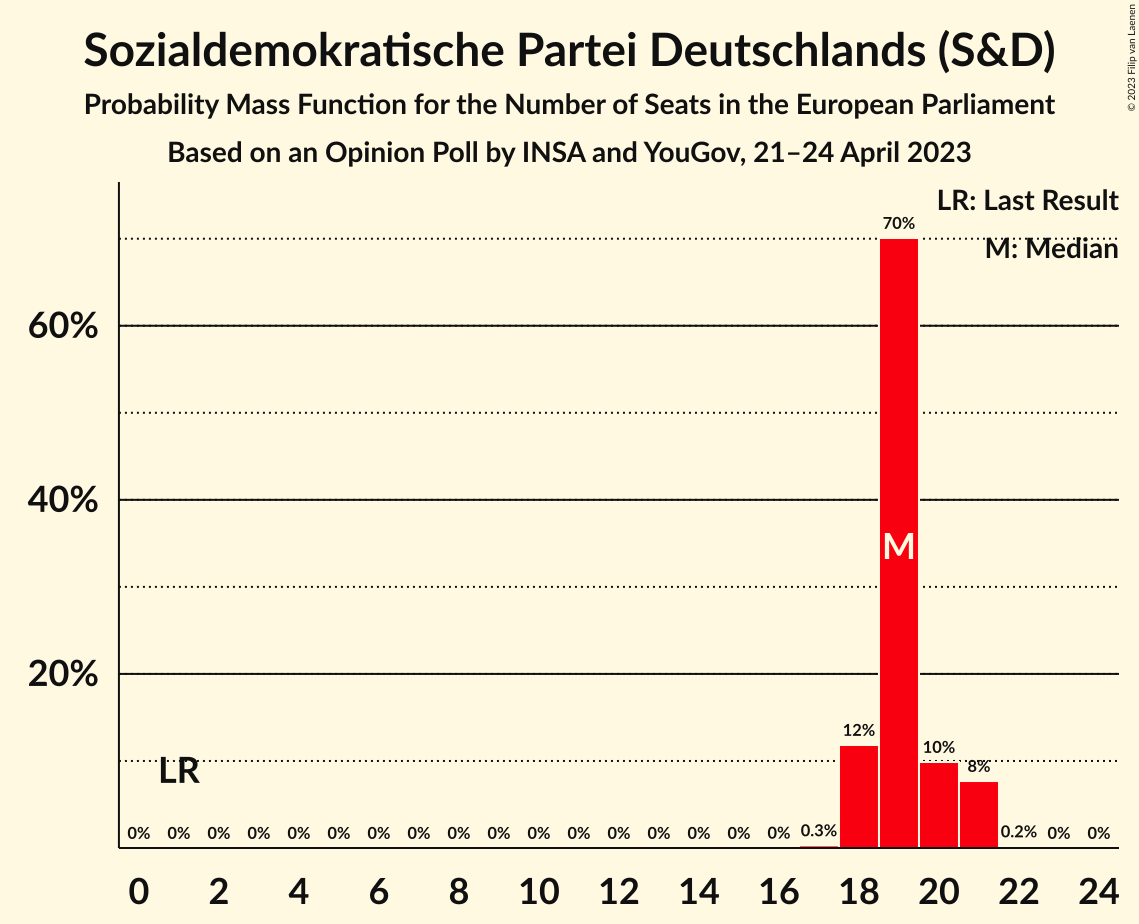 Sozialdemokratische Partei Deutschlands (S&D)
Probability Mass Function for the Number of Seats in the European Parliament
Based on an Opinion Poll by INSA and YouGov, 21–24 April 2023
© 2023 Filip van Laenen
LR: Last Result
M: Median
70%
60%
40%
M
20%
12%
10%
8%
LR
0% 0% 0% 0% 0% 0% 0% 0% 0% 0% 0% 0% 0% 0% 0% 0% 0% 0.3% 0.2% 0% 0%
0 2 4 6 8 10 12 14 16 18 20 22 24